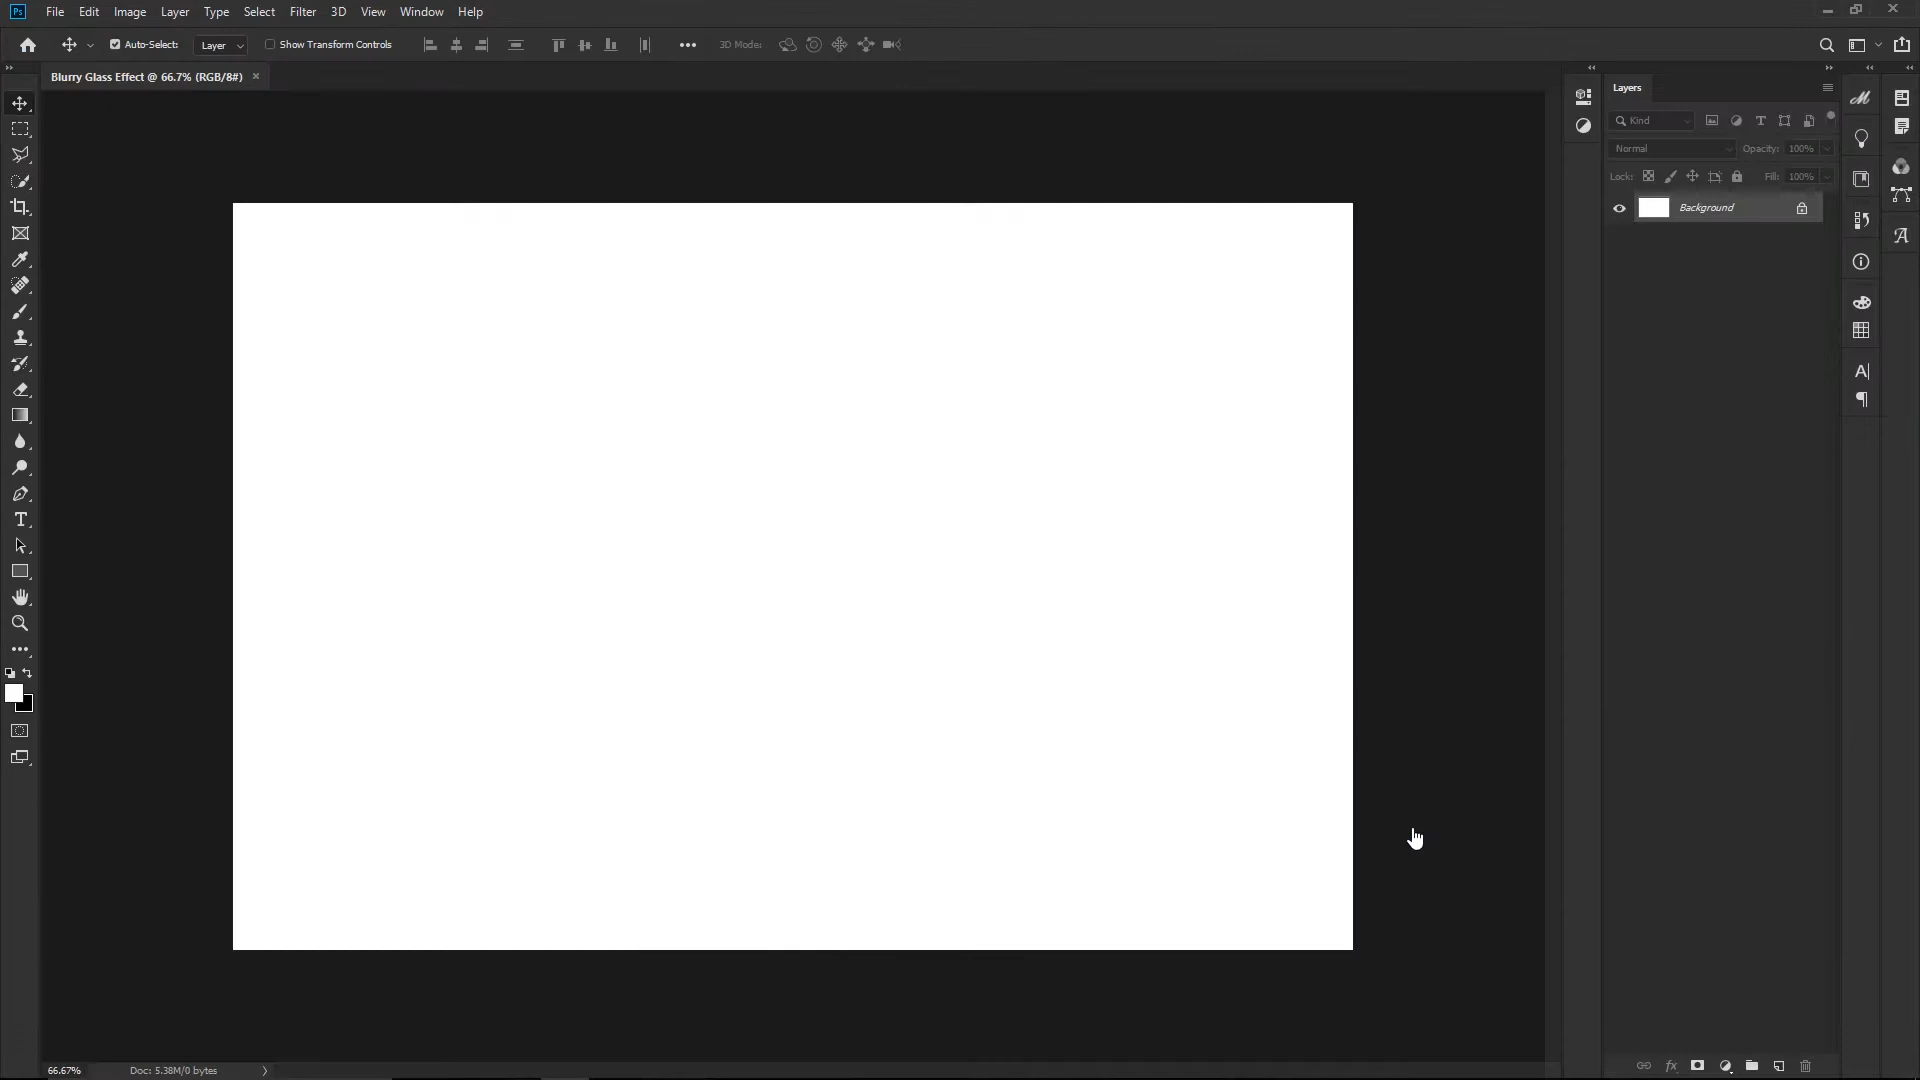 Ps File Edit Image Layer Type Select Filter 3D View Window Help
Auto-Select: Layer Show Transform Controls 3D Mode:
Blurry Glass Effect @ 66.7% (RGB/8#) ×
Layers
Kind
Normal Opacity: 100%
Lock: Fill: 100%
Background
66.67% Doc: 5.38M/0 bytes